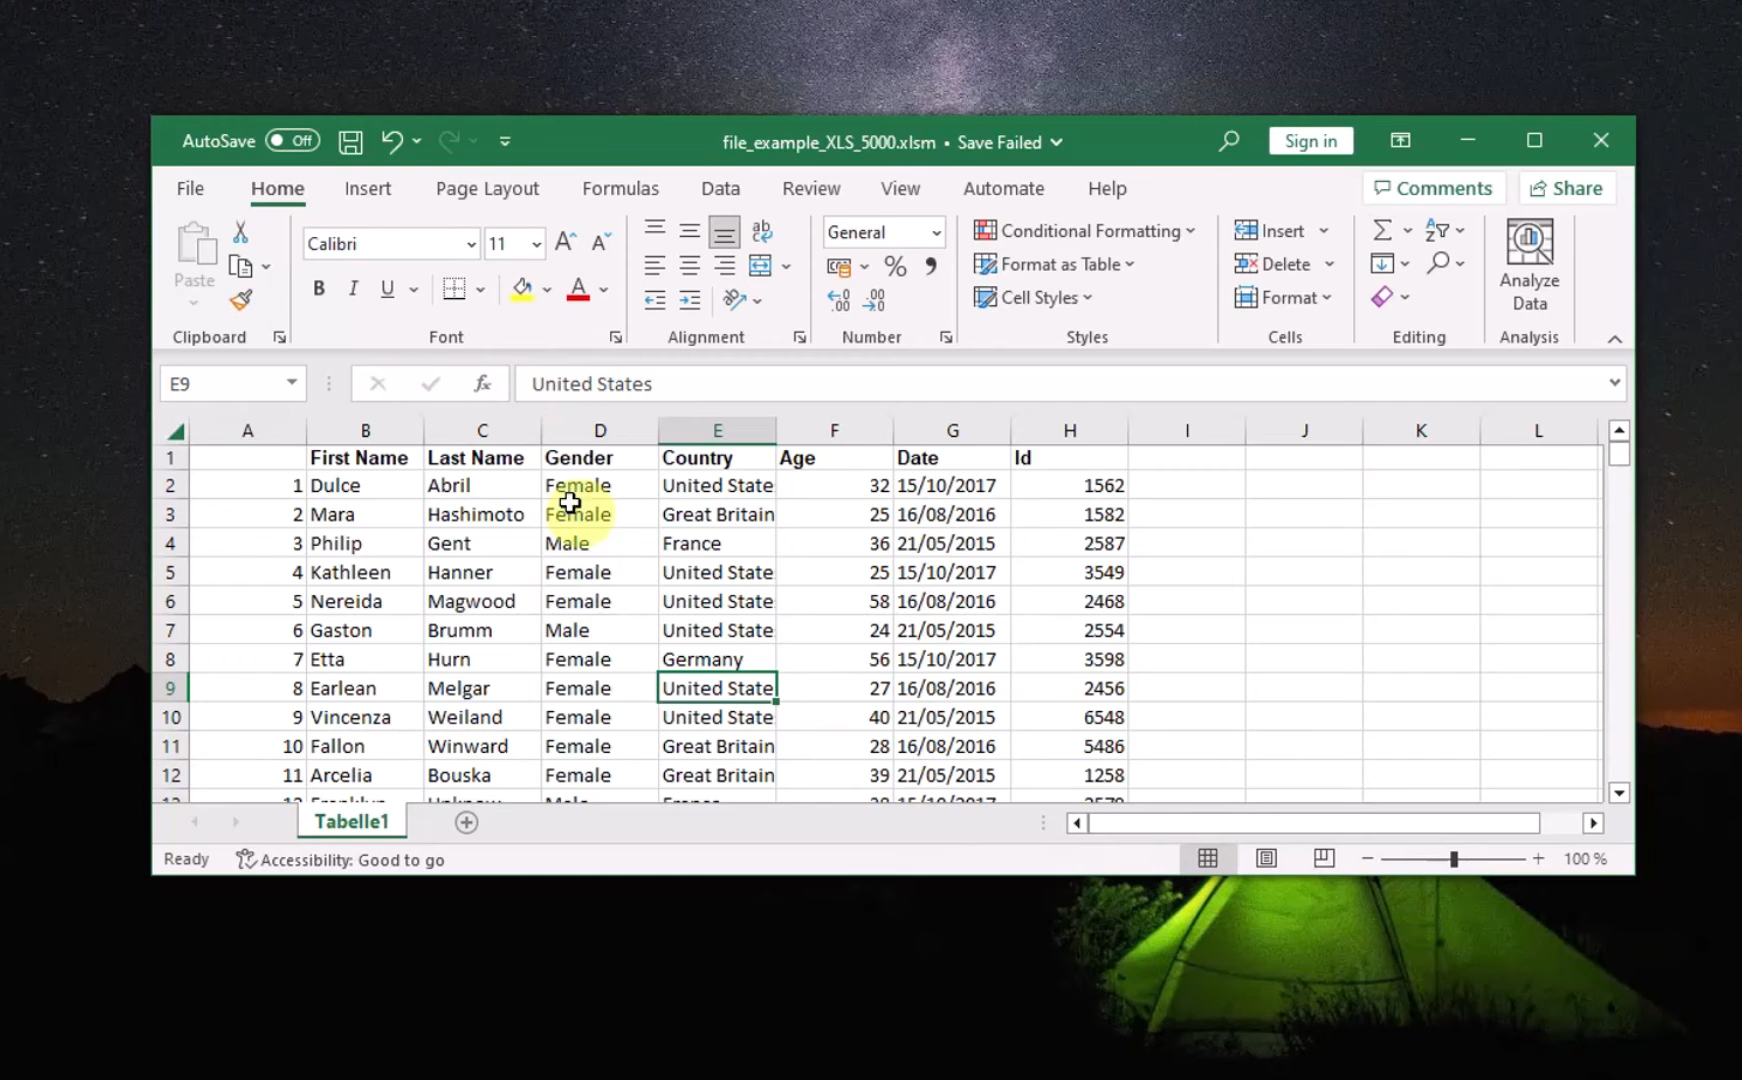 AutoSave Off file_example_XLS_5000.xlsm • Save Failed Sign in
File Home Insert Page Layout Formulas Data Review View Automate Help Comments Share
Paste Calibri 11 A A ab c General Conditional Formatting Insert Σ A Z Analyze Data
B I U A % 9 Format as Table Delete
←0 .00 .00 →0 Cell Styles Format
Clipboard Font Alignment Number Styles Cells Editing Analysis
E9 fx United States
A B C D E F G H I J K L
1 First Name Last Name Gender Country Age Date Id
2 1 Dulce Abril Female United State 32 15/10/2017 1562
3 2 Mara Hashimoto Female Great Britain 25 16/08/2016 1582
4 3 Philip Gent Male France 36 21/05/2015 2587
5 4 Kathleen Hanner Female United State 25 15/10/2017 3549
6 5 Nereida Magwood Female United State 58 16/08/2016 2468
7 6 Gaston Brumm Male United State 24 21/05/2015 2554
8 7 Etta Hurn Female Germany 56 15/10/2017 3598
9 8 Earlean Melgar Female United State 27 16/08/2016 2456
10 9 Vincenza Weiland Female United State 40 21/05/2015 6548
11 10 Fallon Winward Female Great Britain 28 16/08/2016 5486
12 11 Arcelia Bouska Female Great Britain 39 21/05/2015 1258
Tabelle1
Ready Accessibility: Good to go 100 %